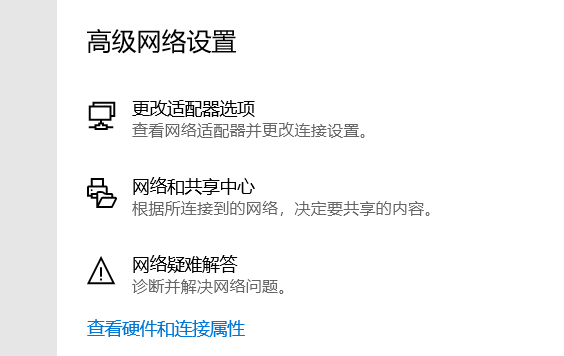 高级网络设置
更改适配器选项
查看网络适配器并更改连接设置。
网络和共享中心
根据所连接到的网络，决定要共享的内容。
网络疑难解答
诊断并解决网络问题。
查看硬件和连接属性